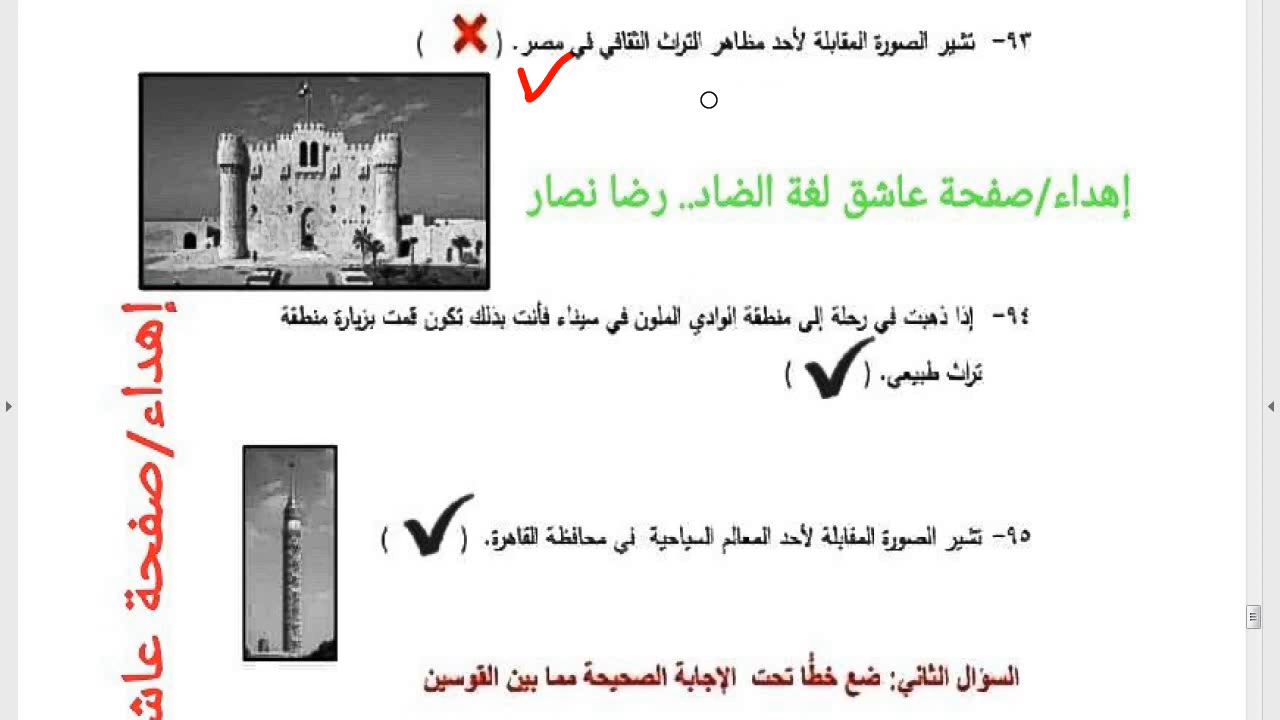 ٩٣- تشير الصورة المقابلة لأحد مظاهر التراث الثقافي في مصر. ( )
إهداء/صفحة عاشق لغة الضاد.. رضا نصار
٩٤- إذا ذهبت في رحلة إلى منطقة الوادي الملون في سيناء فأنت بذلك تكون قمت بزيارة منطقة
تراث طبيعى. ( )
إهداء/صفحة عاش
٩٥- تشير الصورة المقابلة لأحد المعالم السياحية في محافظة القاهرة. ( )
السؤال الثاني: ضع خطًّا تحت الإجابة الصحيحة مما بين القوسين